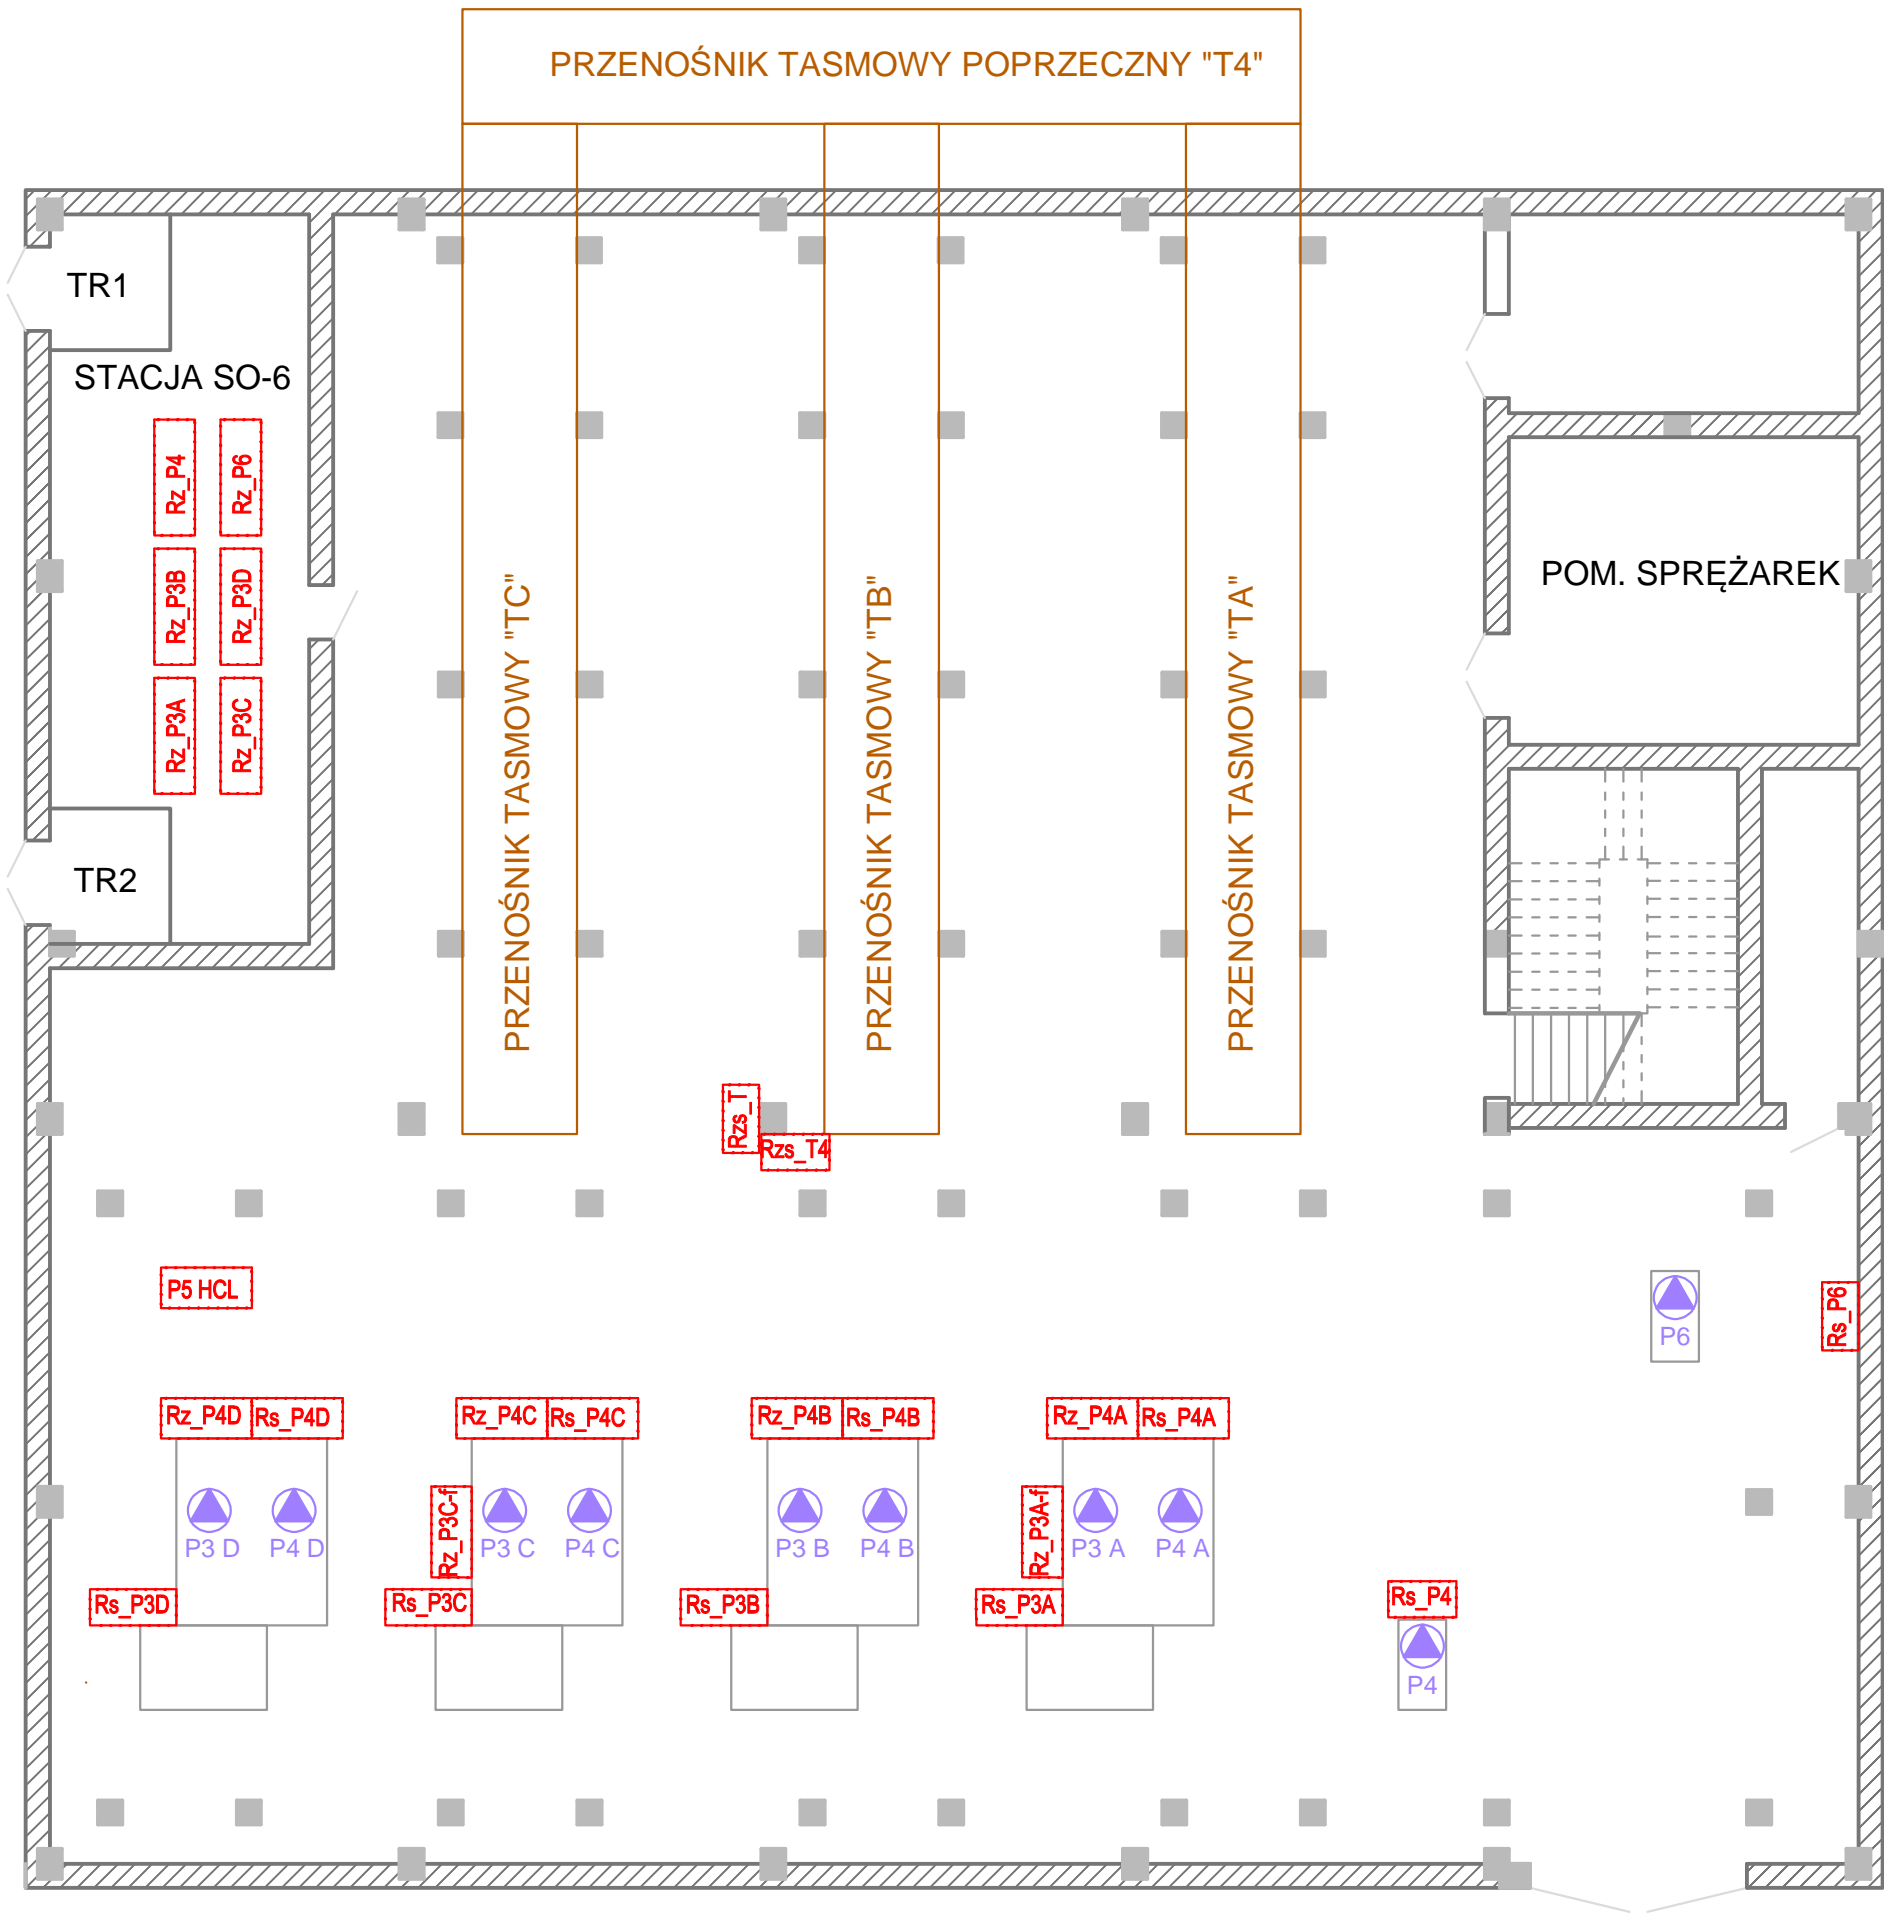 PRZENOŚNIK TASMOWY POPRZECZNY "T4"
TR1
STACJA SO-6
Rz_P4
Rz_P6
Rz_P3B
Rz_P3D
Rz_P3A
Rz_P3C
TR2
PRZENOŚNIK TASMOWY "TC"
PRZENOŚNIK TASMOWY "TB"
PRZENOŚNIK TASMOWY "TA"
POM. SPRĘŻAREK
Rzs_T
Rzs_T4
P5 HCL
P6
Rs_P6
Rz_P4D
Rs_P4D
Rz_P4C
Rs_P4C
Rz_P4B
Rs_P4B
Rz_P4A
Rs_P4A
P3 D
P4 D
Rz_P3C-f
P3 C
P4 C
P3 B
P4 B
Rz_P3A-f
P3 A
P4 A
Rs_P3D
Rs_P3C
Rs_P3B
Rs_P3A
Rs_P4
P4